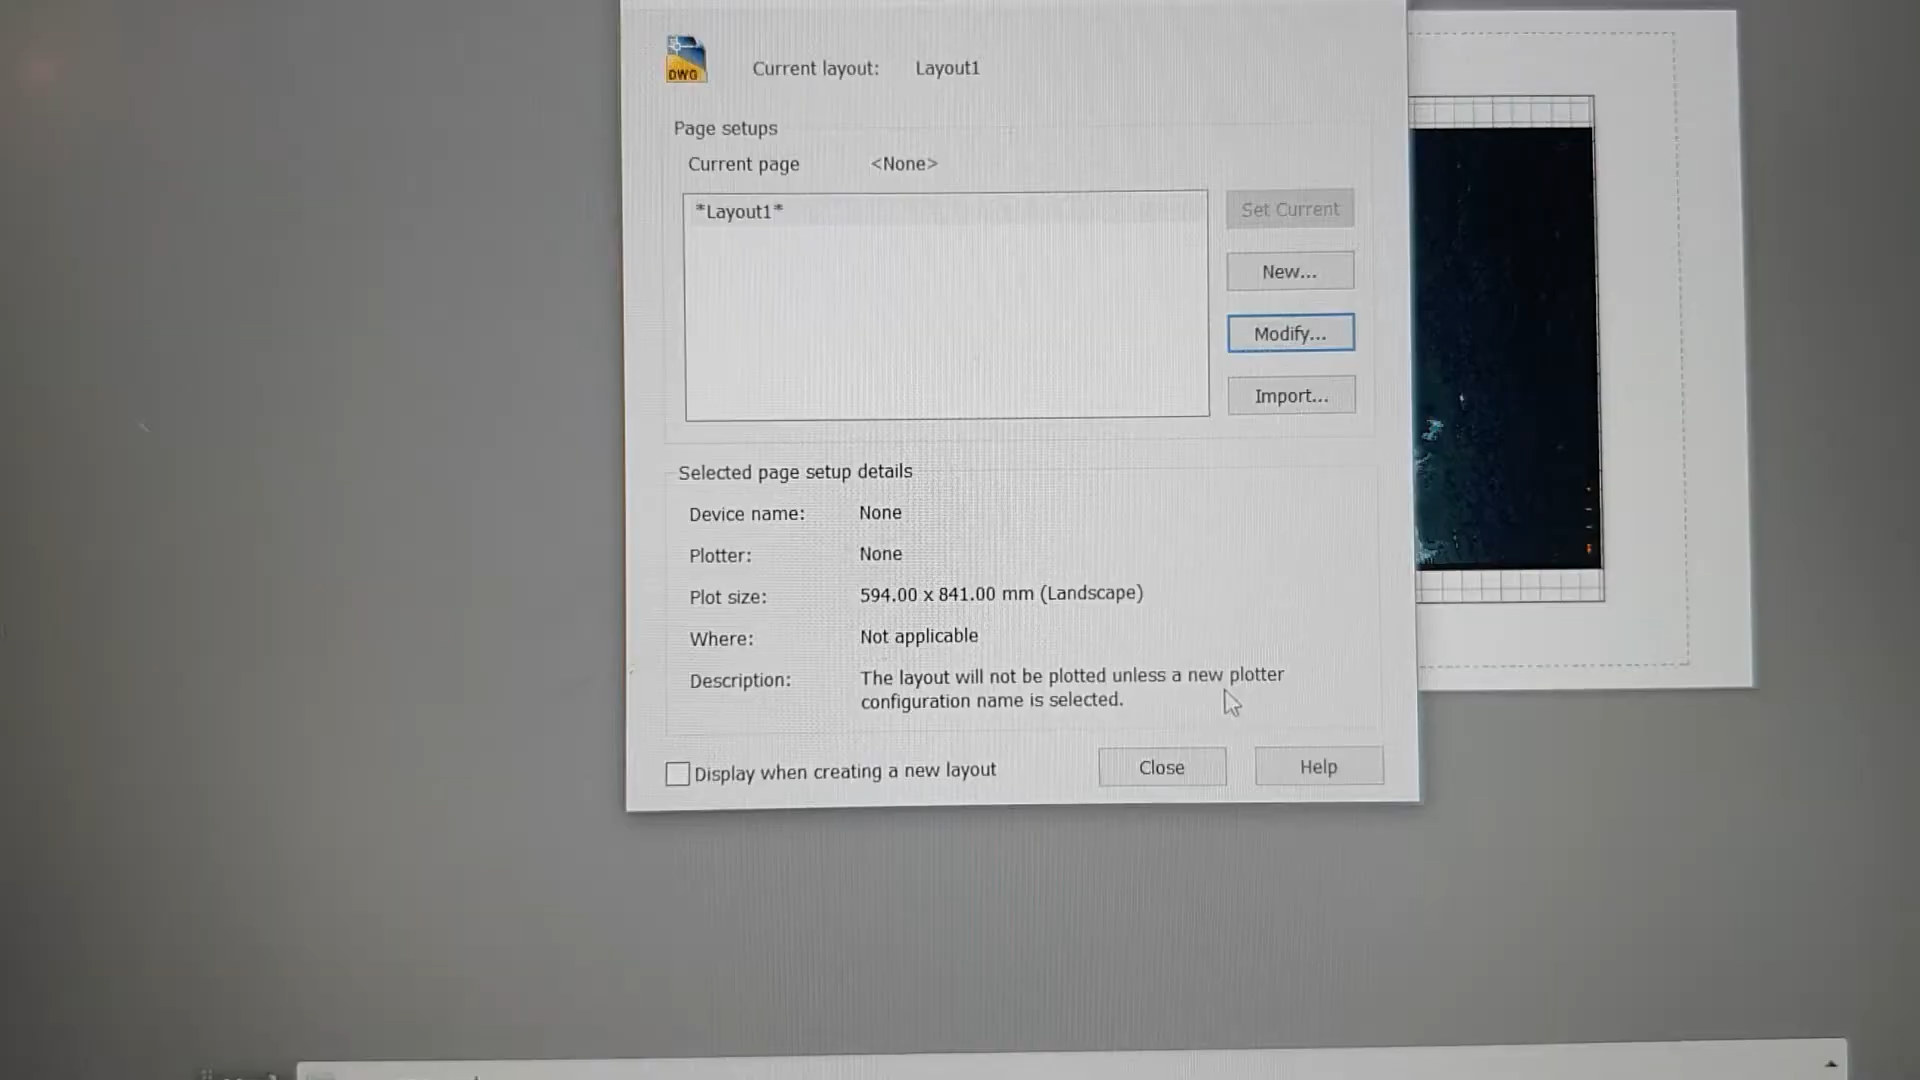 DWG
Current layout: Layout1
Page setups
Current page <None>
*Layout1*
Set Current
New...
Modify...
Import...
Selected page setup details
Device name: None
Plotter: None
Plot size: 594.00 x 841.00 mm (Landscape)
Where: Not applicable
Description: The layout will not be plotted unless a new plotter
configuration name is selected.
Display when creating a new layout
Close
Help